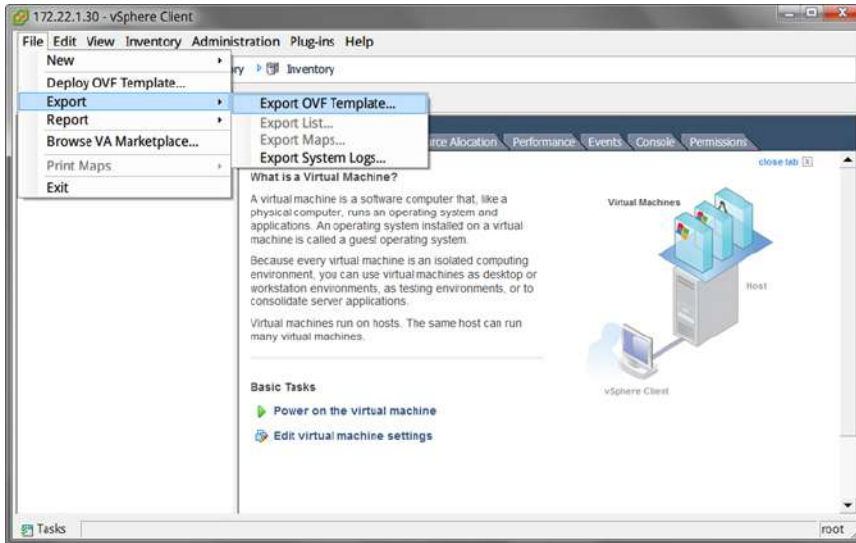 172.22.1.30 - vSphere Client
File Edit View Inventory Administration Plug-ins Help
New
Deploy OVF Template...
Export
Report
Browse VA Marketplace...
Print Maps
Exit
Inventory
Export OVF Template...
Export List...
Export Maps...
Export System Logs...
Allocation Performance Events Console Permissions
close tab
What is a Virtual Machine?
A virtual machine is a software computer that, like a
physical computer, runs an operating system and
applications. An operating system installed on a virtual
machine is called a guest operating system.
Because every virtual machine is an isolated computing
environment, you can use virtual machines as desktop or
workstation environments, as testing environments, or to
consolidate server applications.
Virtual machines run on hosts. The same host can run
many virtual machines.
Virtual Machines
Host
vSphere Client
Basic Tasks
Power on the virtual machine
Edit virtual machine settings
Tasks
root